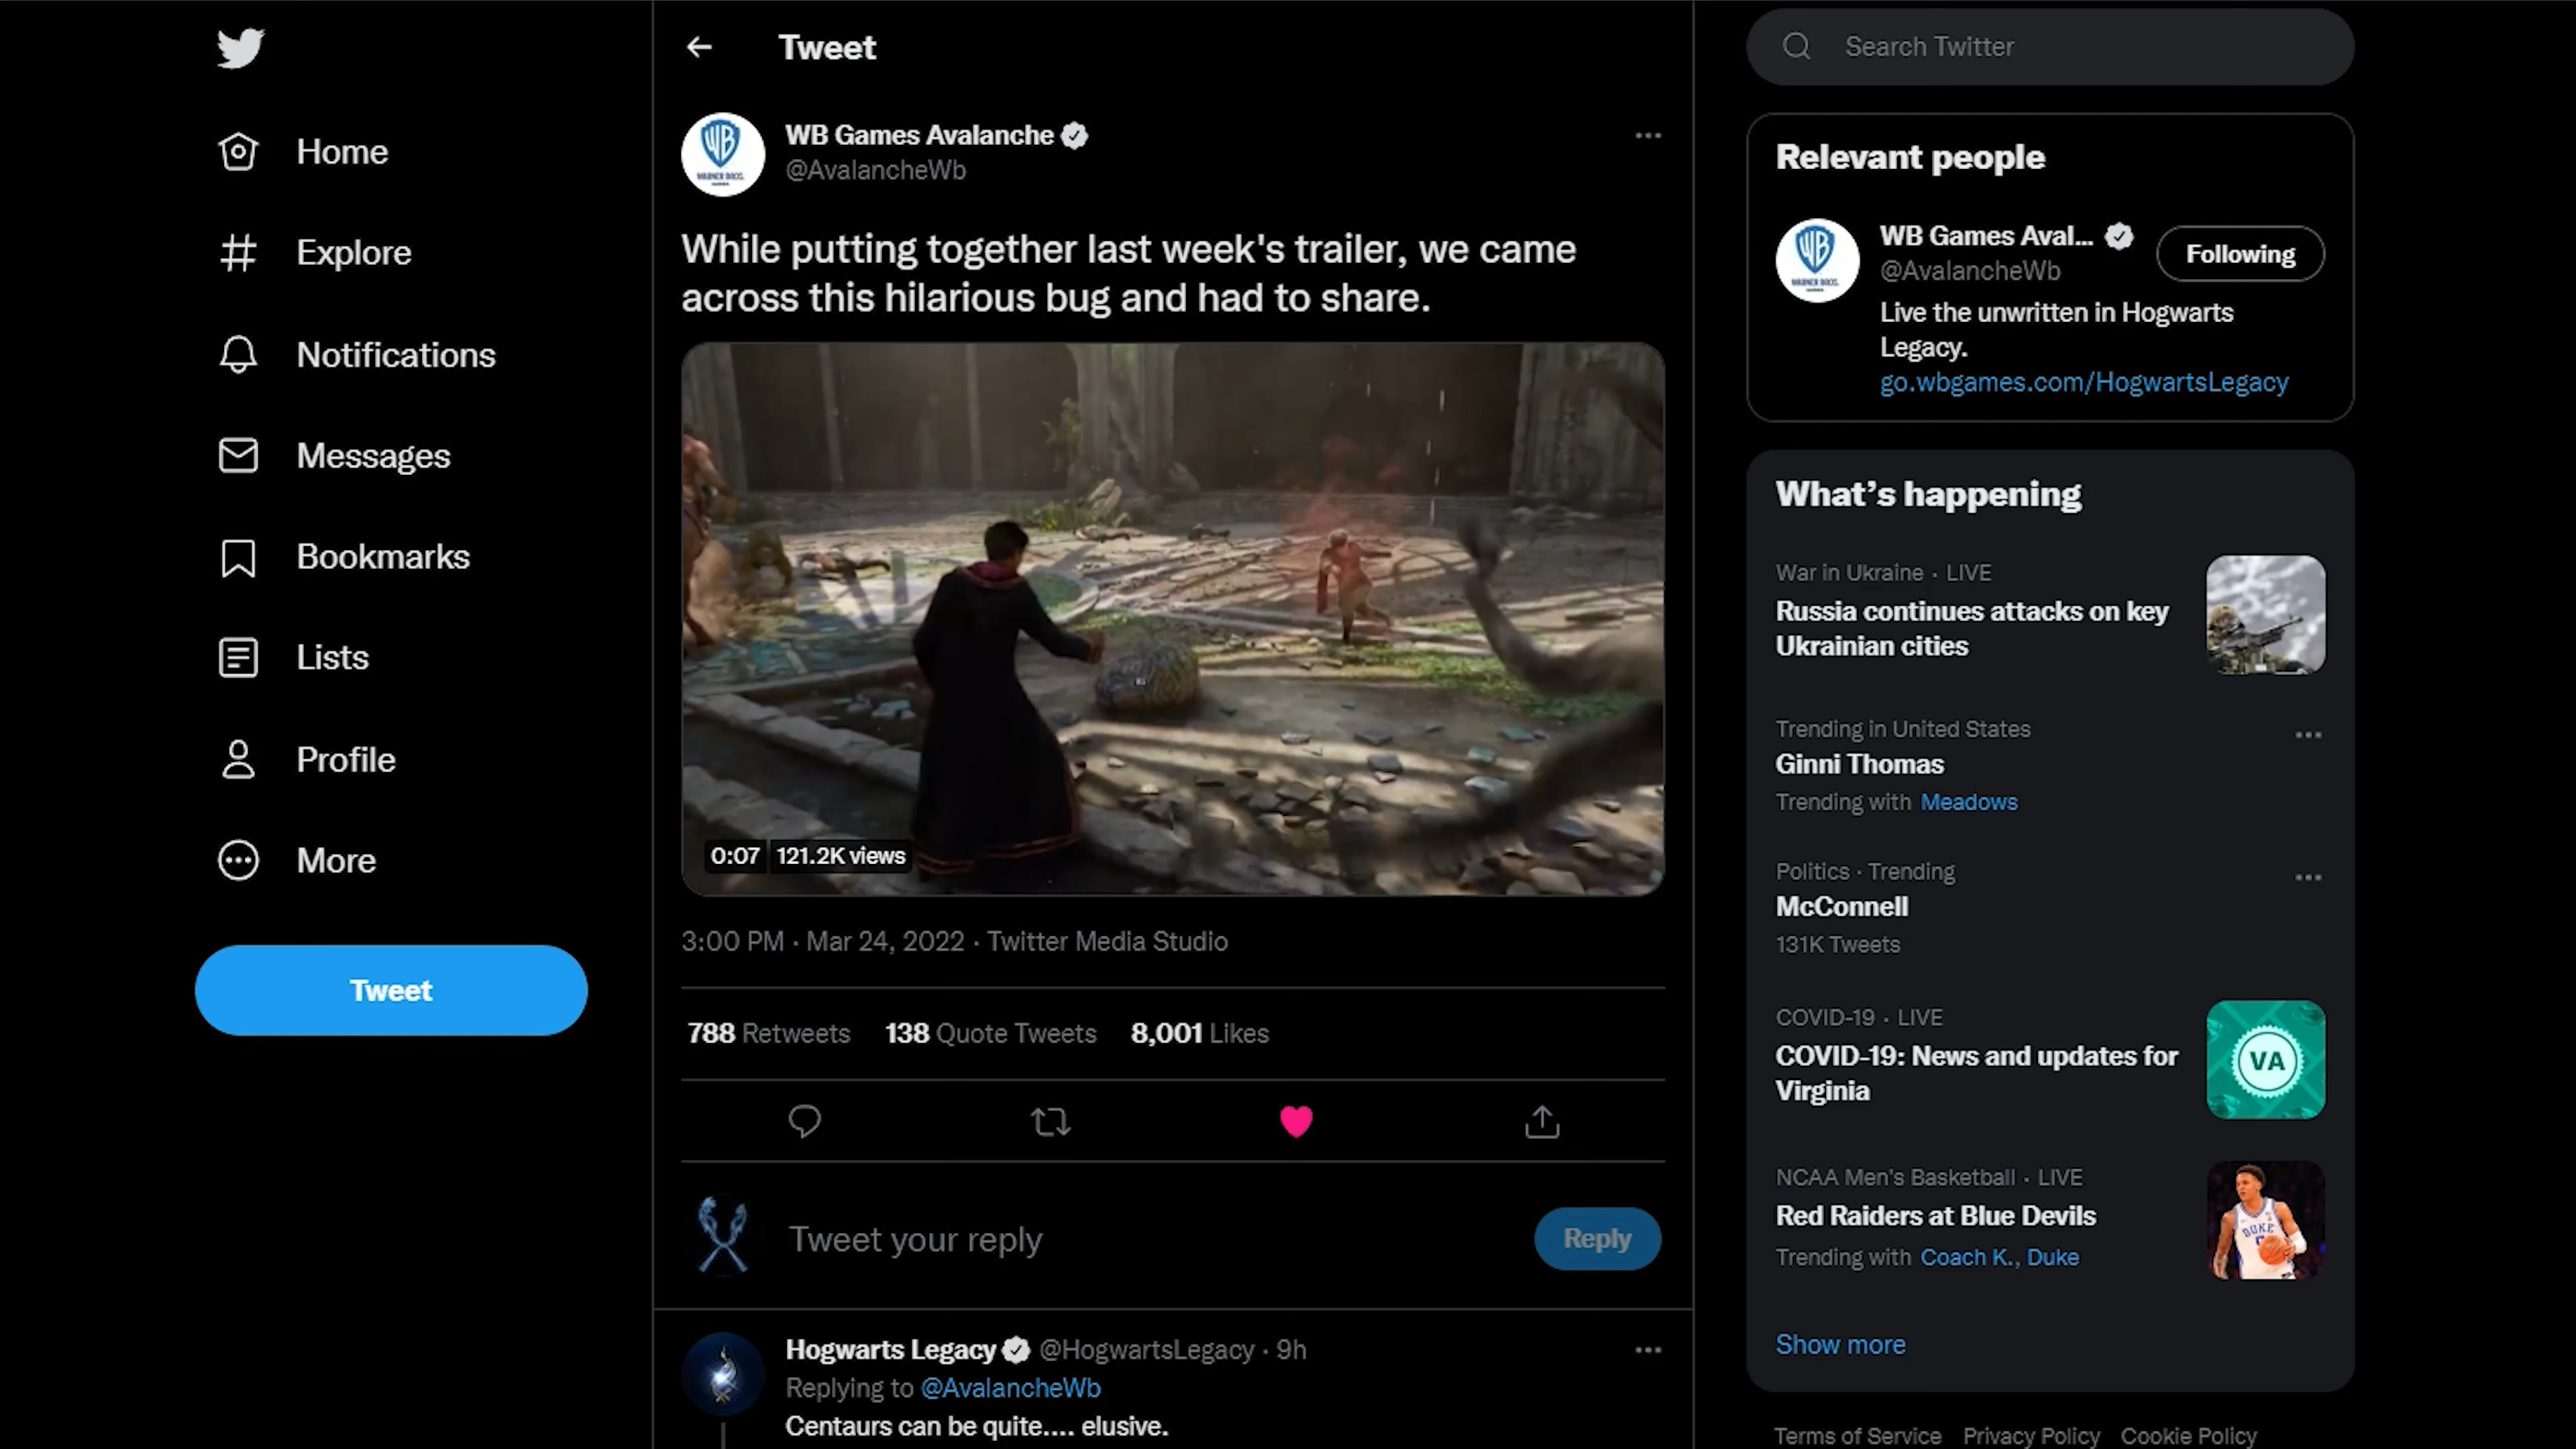 Home
Explore
Notifications
Messages
Bookmarks
Lists
Profile
More
Tweet
Tweet
WB Games Avalanche
@AvalancheWb
While putting together last week's trailer, we came
across this hilarious bug and had to share.
0:07 121.2K views
3:00 PM · Mar 24, 2022 · Twitter Media Studio
788 Retweets 138 Quote Tweets 8,001 Likes
Tweet your reply
Reply
Hogwarts Legacy @HogwartsLegacy · 9h
Replying to @AvalancheWb
Centaurs can be quite.... elusive.
Search Twitter
Relevant people
WB Games Aval...
@AvalancheWb
Following
Live the unwritten in Hogwarts
Legacy.
go.wbgames.com/HogwartsLegacy
What's happening
War in Ukraine · LIVE
Russia continues attacks on key
Ukrainian cities
Trending in United States
Ginni Thomas
Trending with Meadows
Politics · Trending
McConnell
131K Tweets
COVID-19 · LIVE
COVID-19: News and updates for
Virginia
VA
NCAA Men's Basketball · LIVE
Red Raiders at Blue Devils
Trending with Coach K., Duke
DUKE
Show more
Terms of Service Privacy Policy Cookie Policy
WB
WARNER BROS.
WB
WARNER BROS.